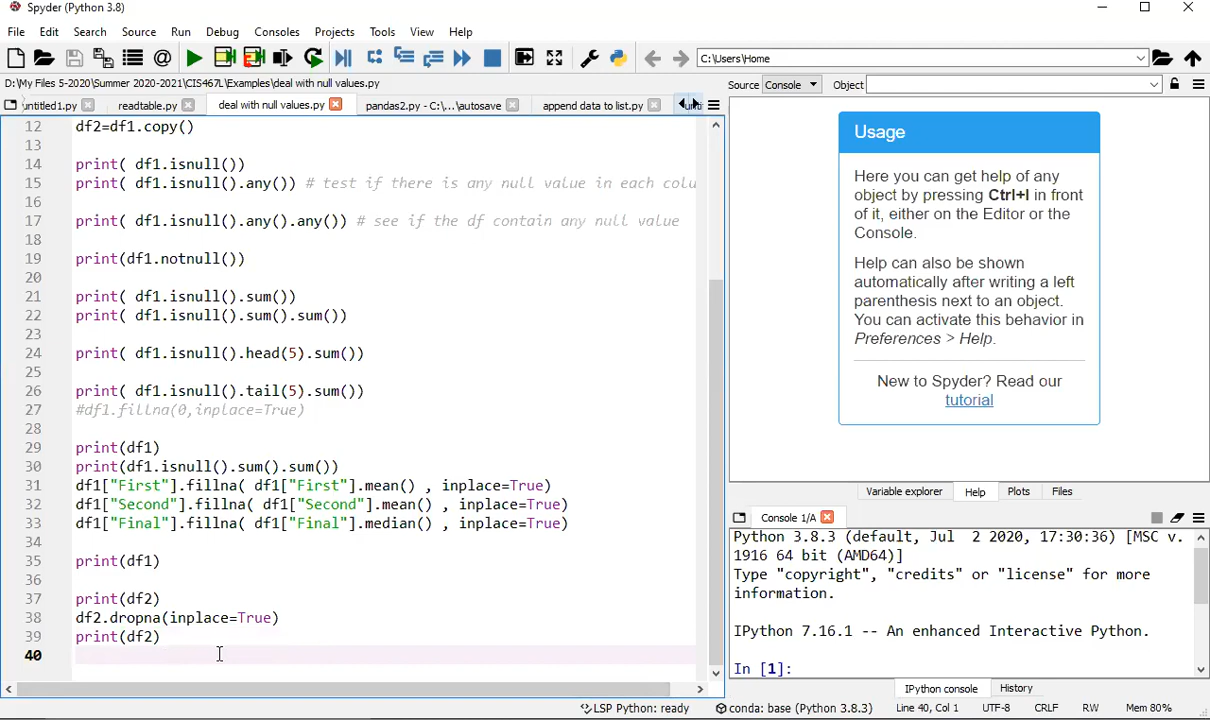 Spyder (Python 3.8)
File Edit Search Source Run Debug Consoles Projects Tools View Help
C:\Users\Home
D:\My Files 5-2020\Summer 2020-2021\CIS467L\Examples\deal with null values.py
Source Console Object
untitled1.py readtable.py deal with null values.py pandas2.py - C:\...\autosave append data to list.py
12 df2=df1.copy()
13
14 print( df1.isnull())
15 print( df1.isnull().any()) # test if there is any null value in each colu
16
17 print( df1.isnull().any().any()) # see if the df contain any null value
18
19 print(df1.notnull())
20
21 print( df1.isnull().sum())
22 print( df1.isnull().sum().sum())
23
24 print( df1.isnull().head(5).sum())
25
26 print( df1.isnull().tail(5).sum())
27 #df1.fillna(0,inplace=True)
28
29 print(df1)
30 print(df1.isnull().sum().sum())
31 df1["First"].fillna( df1["First"].mean() , inplace=True)
32 df1["Second"].fillna( df1["Second"].mean() , inplace=True)
33 df1["Final"].fillna( df1["Final"].median() , inplace=True)
34
35 print(df1)
36
37 print(df2)
38 df2.dropna(inplace=True)
39 print(df2)
40
Usage
Here you can get help of any
object by pressing Ctrl+I in front
of it, either on the Editor or the
Console.
Help can also be shown
automatically after writing a left
parenthesis next to an object.
You can activate this behavior in
Preferences > Help.
New to Spyder? Read our
tutorial
Variable explorer Help Plots Files
Console 1/A
Python 3.8.3 (default, Jul  2 2020, 17:30:36) [MSC v.
1916 64 bit (AMD64)]
Type "copyright", "credits" or "license" for more
information.
IPython 7.16.1 -- An enhanced Interactive Python.
In [1]:
IPython console History
LSP Python: ready conda: base (Python 3.8.3) Line 40, Col 1 UTF-8 CRLF RW Mem 80%